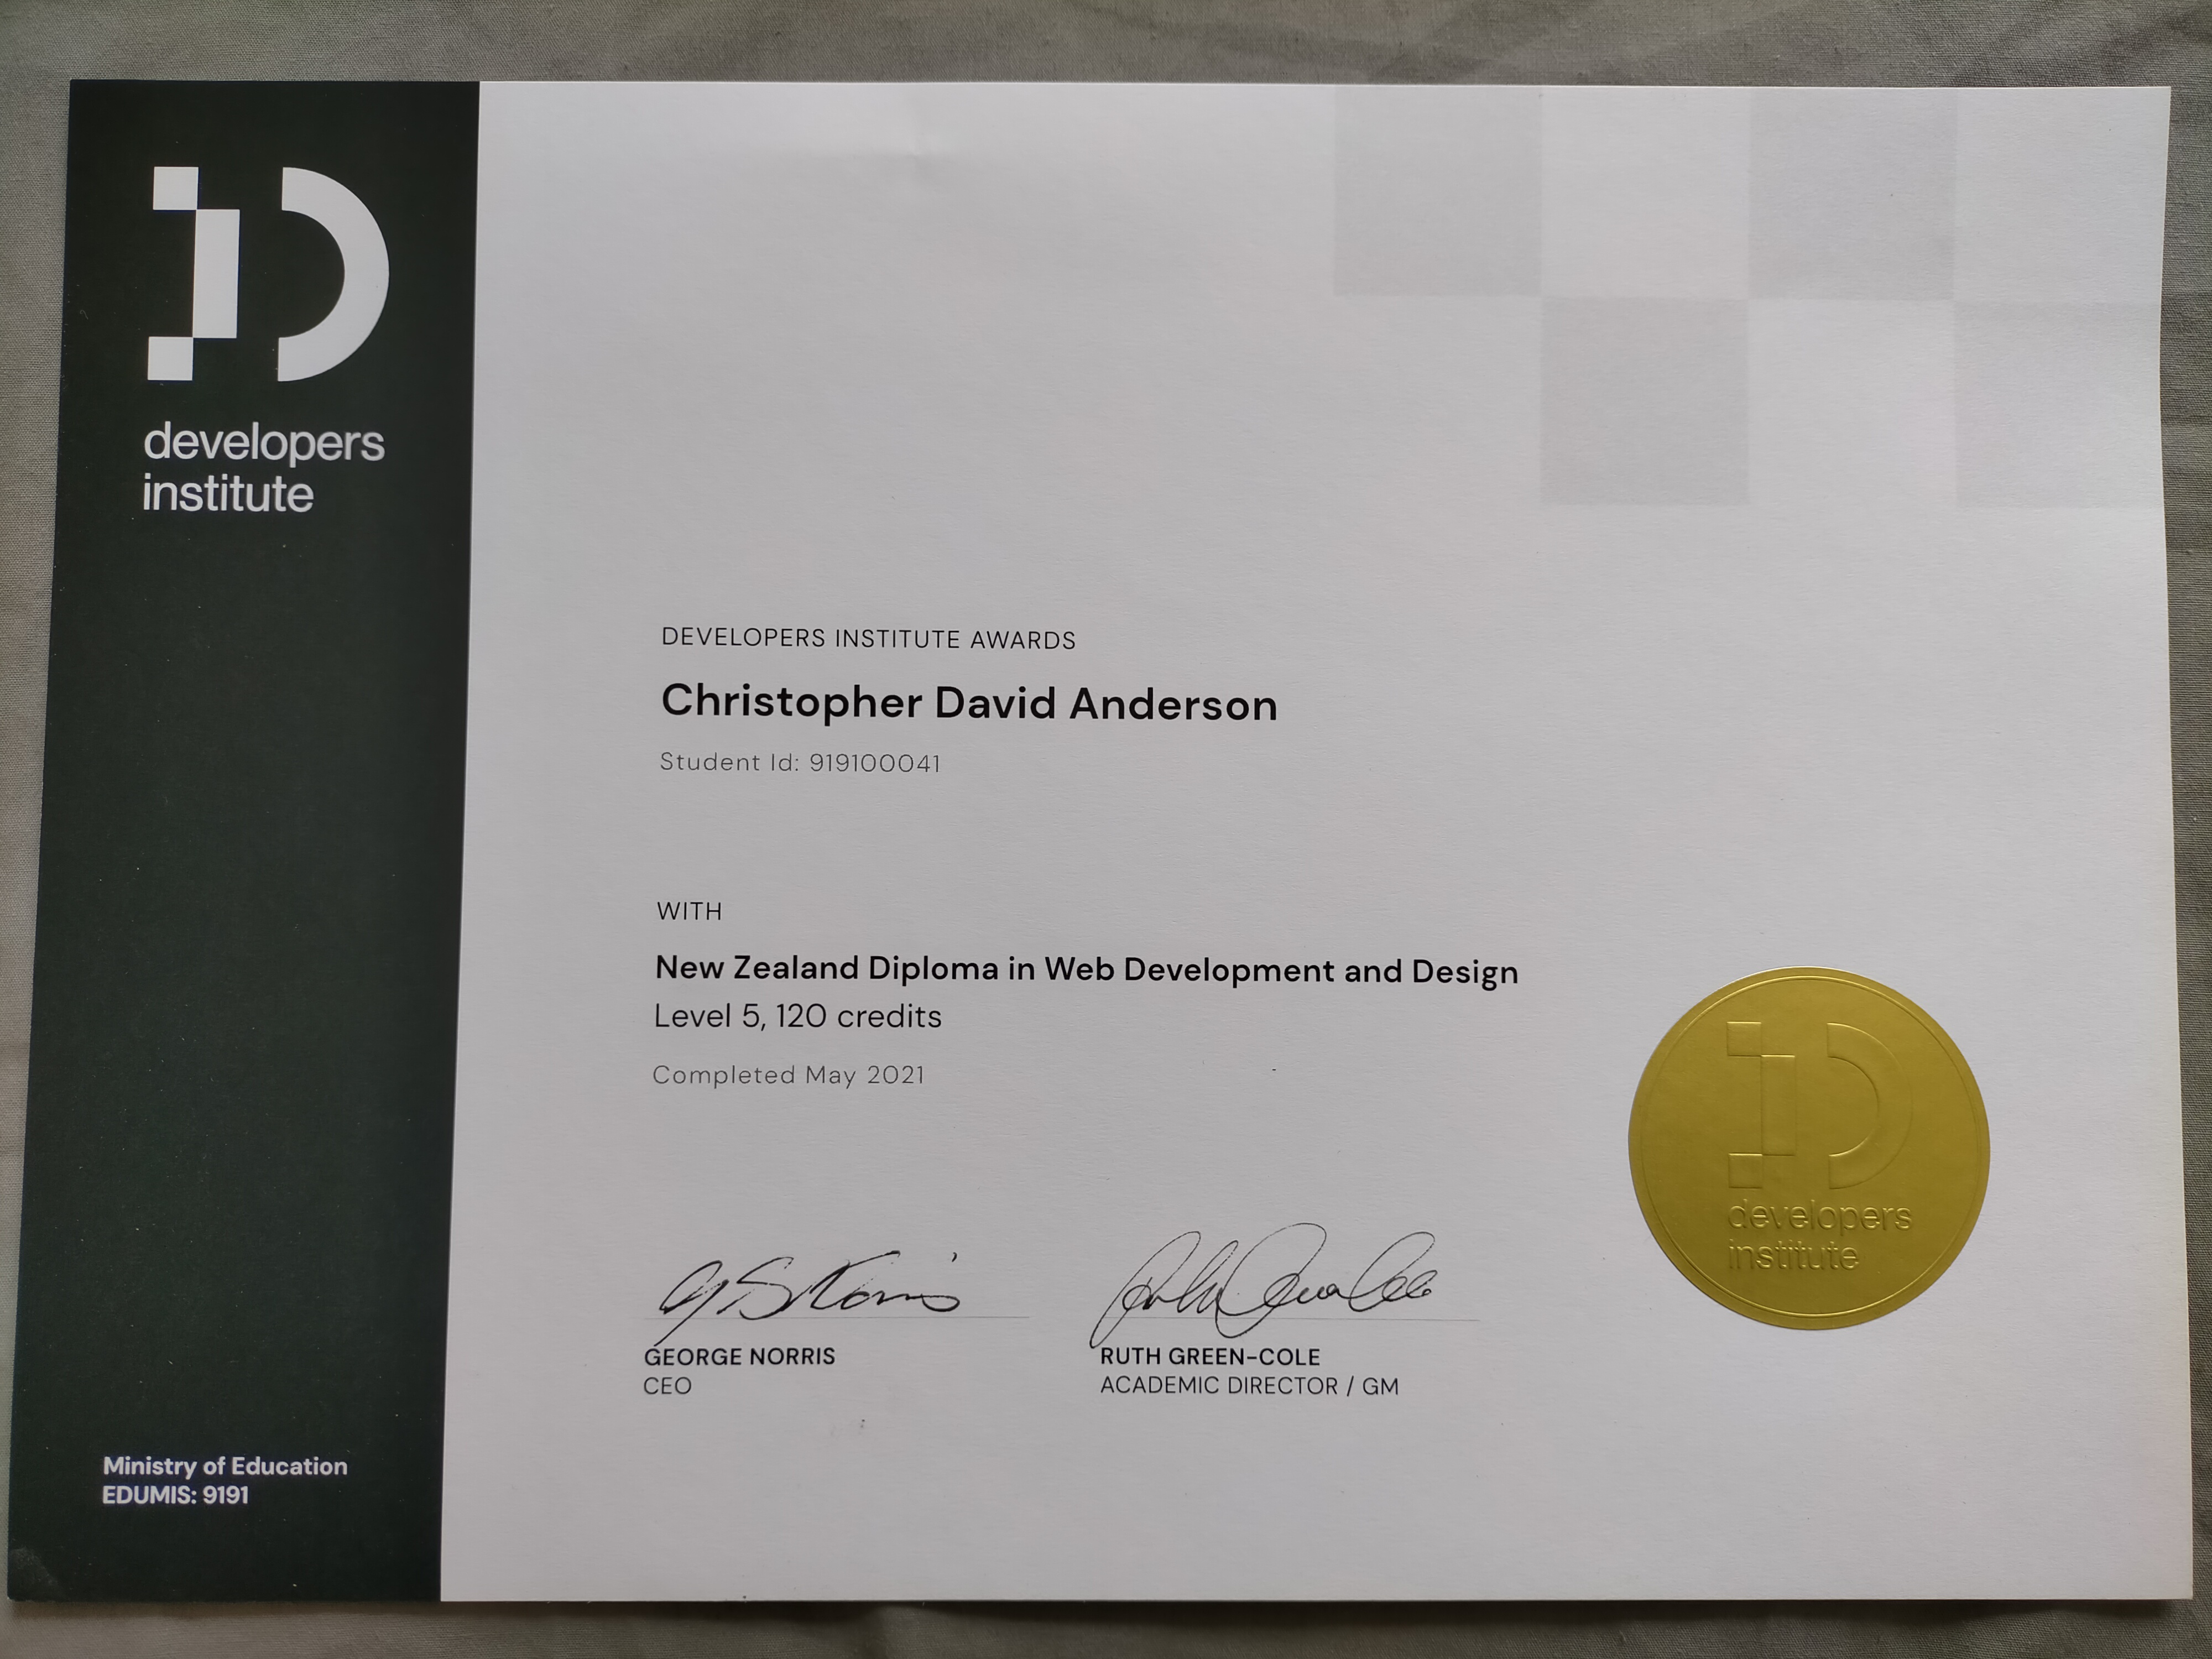 developers
institute
DEVELOPERS INSTITUTE AWARDS
Christopher David Anderson
Student Id: 919100041
WITH
New Zealand Diploma in Web Development and Design
Level 5, 120 credits
Completed May 2021
developers
institute
GEORGE NORRIS
CEO
RUTH GREEN-COLE
ACADEMIC DIRECTOR / GM
Ministry of Education
EDUMIS: 9191